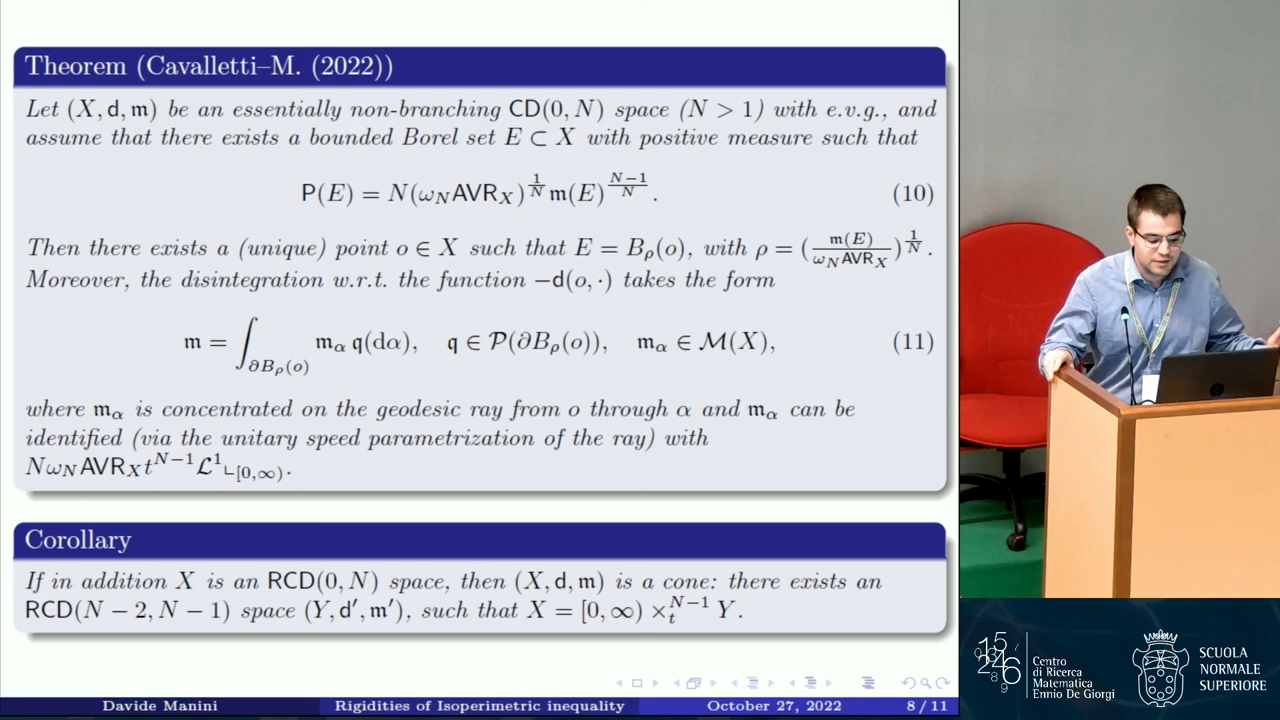 Theorem (Cavalletti–M. (2022))
Let (X, d, m) be an essentially non-branching CD(0, N) space (N > 1) with e.v.g., and
assume that there exists a bounded Borel set E ⊂ X with positive measure such that
P(E) = N(ω_N AVR_X)^{1/N} m(E)^{(N−1)/N}. (10)
Then there exists a (unique) point o ∈ X such that E = B_ρ(o), with ρ = (m(E)/(ω_N AVR_X))^{1/N}.
Moreover, the disintegration w.r.t. the function −d(o, ·) takes the form
m = ∫_{∂B_ρ(o)} m_α q(dα), q ∈ P(∂B_ρ(o)), m_α ∈ M(X), (11)
where m_α is concentrated on the geodesic ray from o through α and m_α can be
identified (via the unitary speed parametrization of the ray) with
Nω_N AVR_X t^{N−1} L^1⌞_{[0,∞)}.
Corollary
If in addition X is an RCD(0, N) space, then (X, d, m) is a cone: there exists an
RCD(N − 2, N − 1) space (Y, d′, m′), such that X = [0, ∞) ×_t^{N−1} Y.
Davide Manini Rigidities of Isoperimetric inequality October 27, 2022 8 / 11
Centro
di Ricerca
Matematica
Ennio De Giorgi
SCUOLA
NORMALE
SUPERIORE